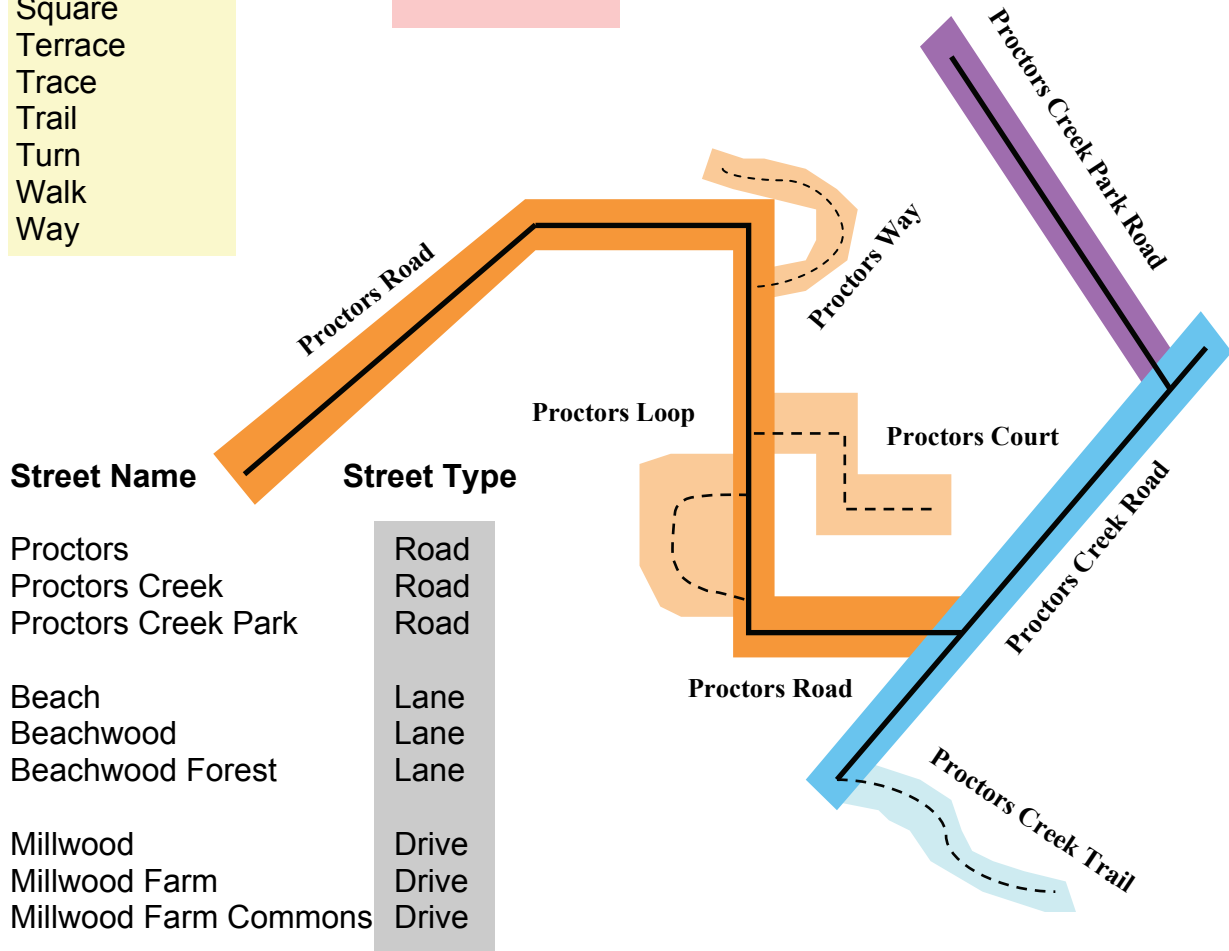 Square
Terrace
Trace
Trail
Turn
Walk
Way
Proctors Creek Park Road
Proctors Way
Proctors Road
Proctors Loop
Proctors Court
Proctors Creek Road
Proctors Road
Proctors Creek Trail
Street Name Street Type
Proctors Road
Proctors Creek Road
Proctors Creek Park Road
Beach Lane
Beachwood Lane
Beachwood Forest Lane
Millwood Drive
Millwood Farm Drive
Millwood Farm Commons Drive